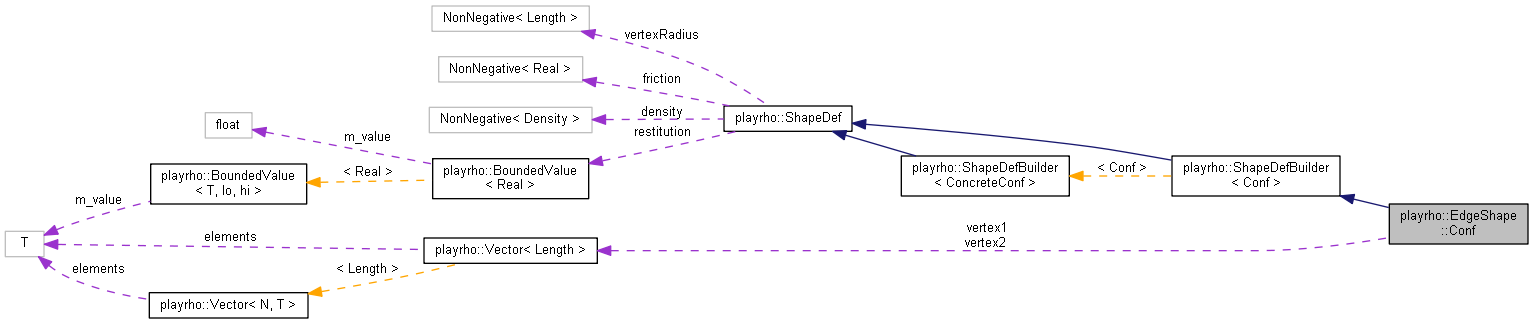 NonNegative< Length >
vertexRadius
NonNegative< Real >
friction
NonNegative< Density >
density
playrho::ShapeDef
float
m_value
restitution
playrho::BoundedValue
< T, lo, hi >
< Real >
playrho::BoundedValue
< Real >
playrho::ShapeDefBuilder
< ConcreteConf >
< Conf >
playrho::ShapeDefBuilder
< Conf >
m_value
playrho::EdgeShape
::Conf
T
elements
playrho::Vector< Length >
vertex1
vertex2
elements
< Length >
playrho::Vector< N, T >